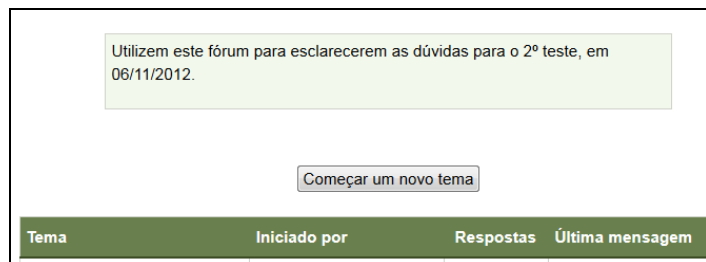 Utilizem este fórum para esclarecerem as dúvidas para o 2º teste, em
06/11/2012.
Começar um novo tema
Tema Iniciado por Respostas Última mensagem